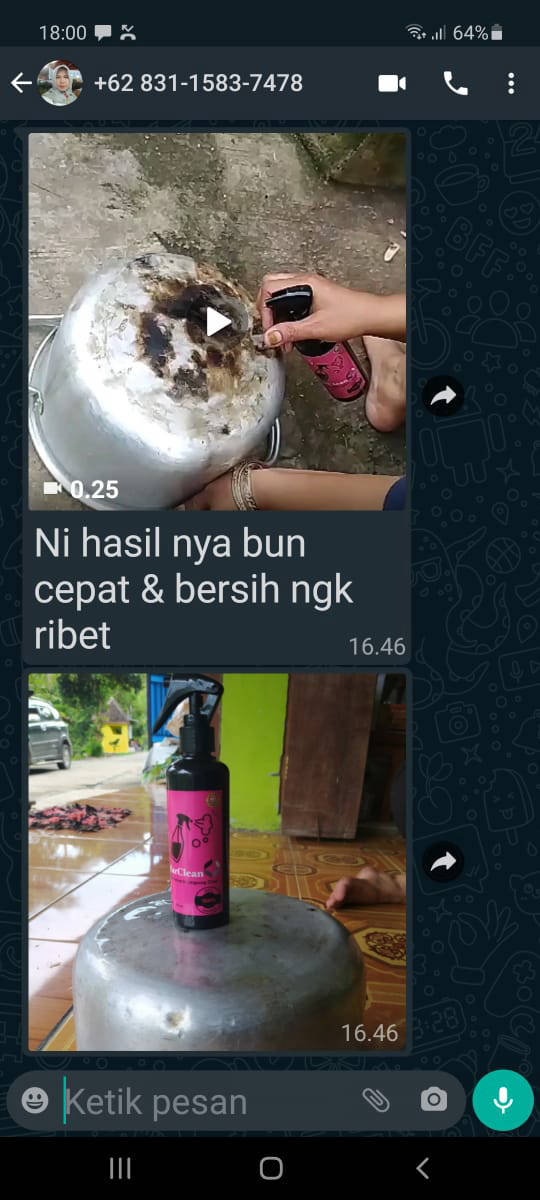 18:00
64%
+62 831-1583-7478
0.25
Ni hasil nya bun
cepat & bersih ngk
ribet
16.46
16.46
Ketik pesan